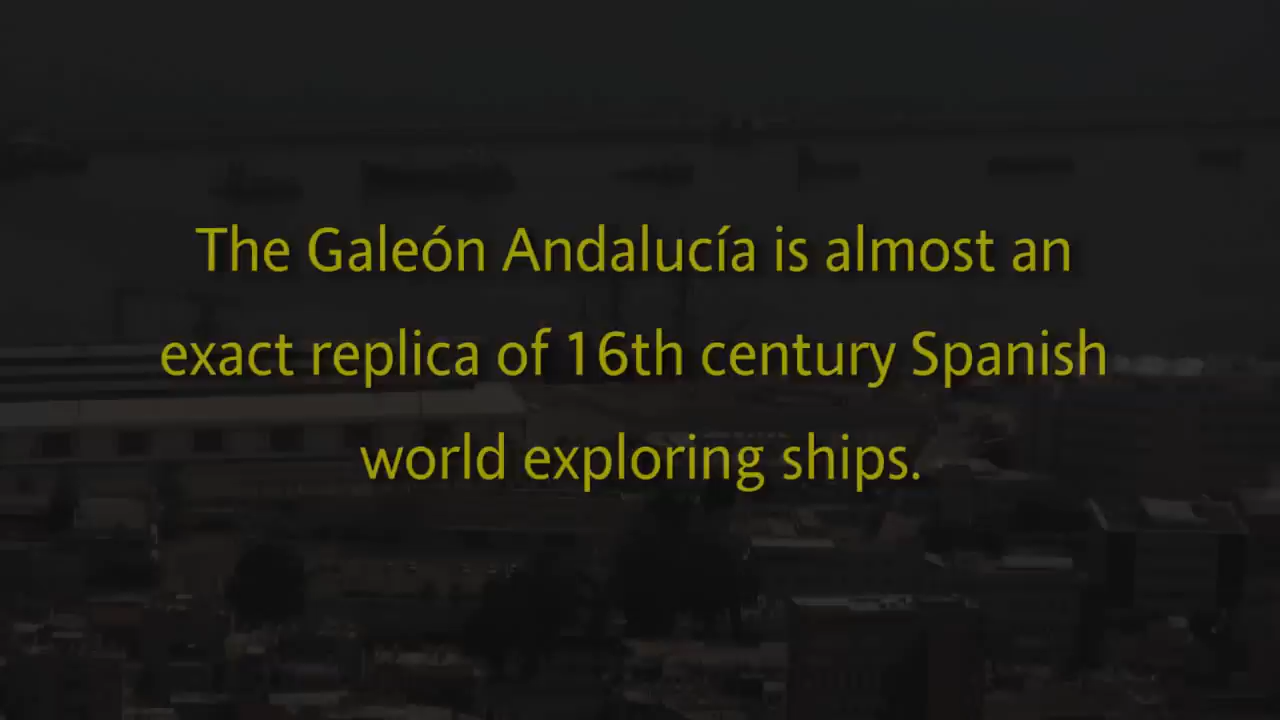 The Galeón Andalucía is almost an
exact replica of 16th century Spanish
world exploring ships.